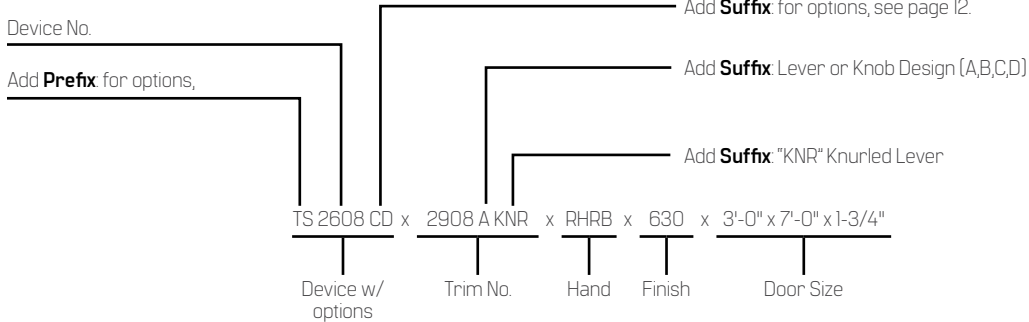 Add Suffix: for options, see page 12.
Device No.
Add Prefix: for options,
Add Suffix: Lever or Knob Design (A,B,C,D)
Add Suffix: "KNR" Knurled Lever
TS 2608 CD x 2908 A KNR x RHRB x 630 x 3'-0" x 7'-0" x 1-3/4"
Device w/ options
Trim No.
Hand
Finish
Door Size